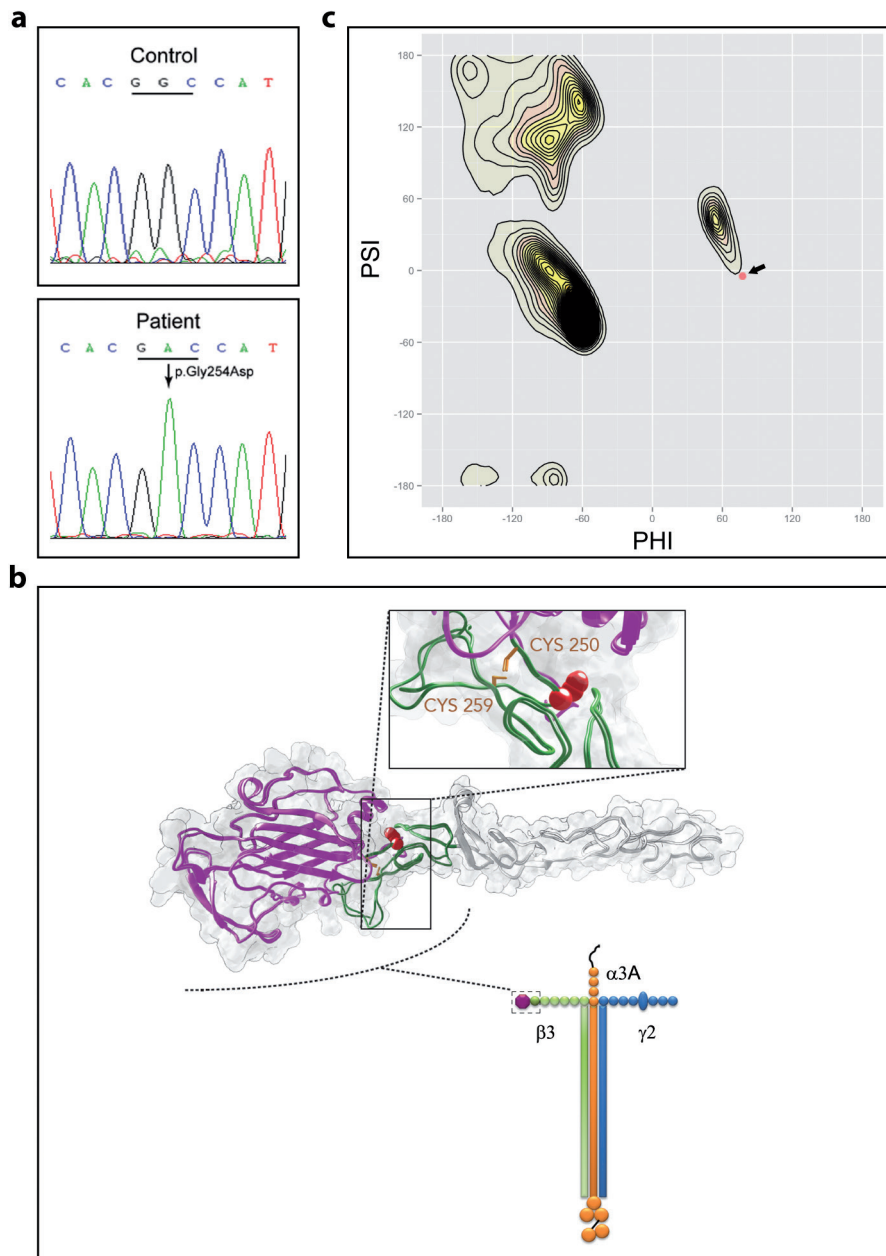 a
Control
C A C G G C C A T
Patient
C A C G A C C A T
p.Gly254Asp
c
180
120
60
0
-60
-120
-180
PSI
-180 -120 -60 0 60 120 180
PHI
b
CYS 250
CYS 259
α3A
β3
γ2